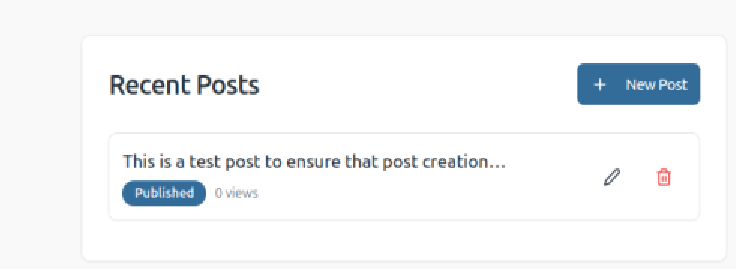 Recent Posts
+ New Post
This is a test post to ensure that post creation...
Published 0 views